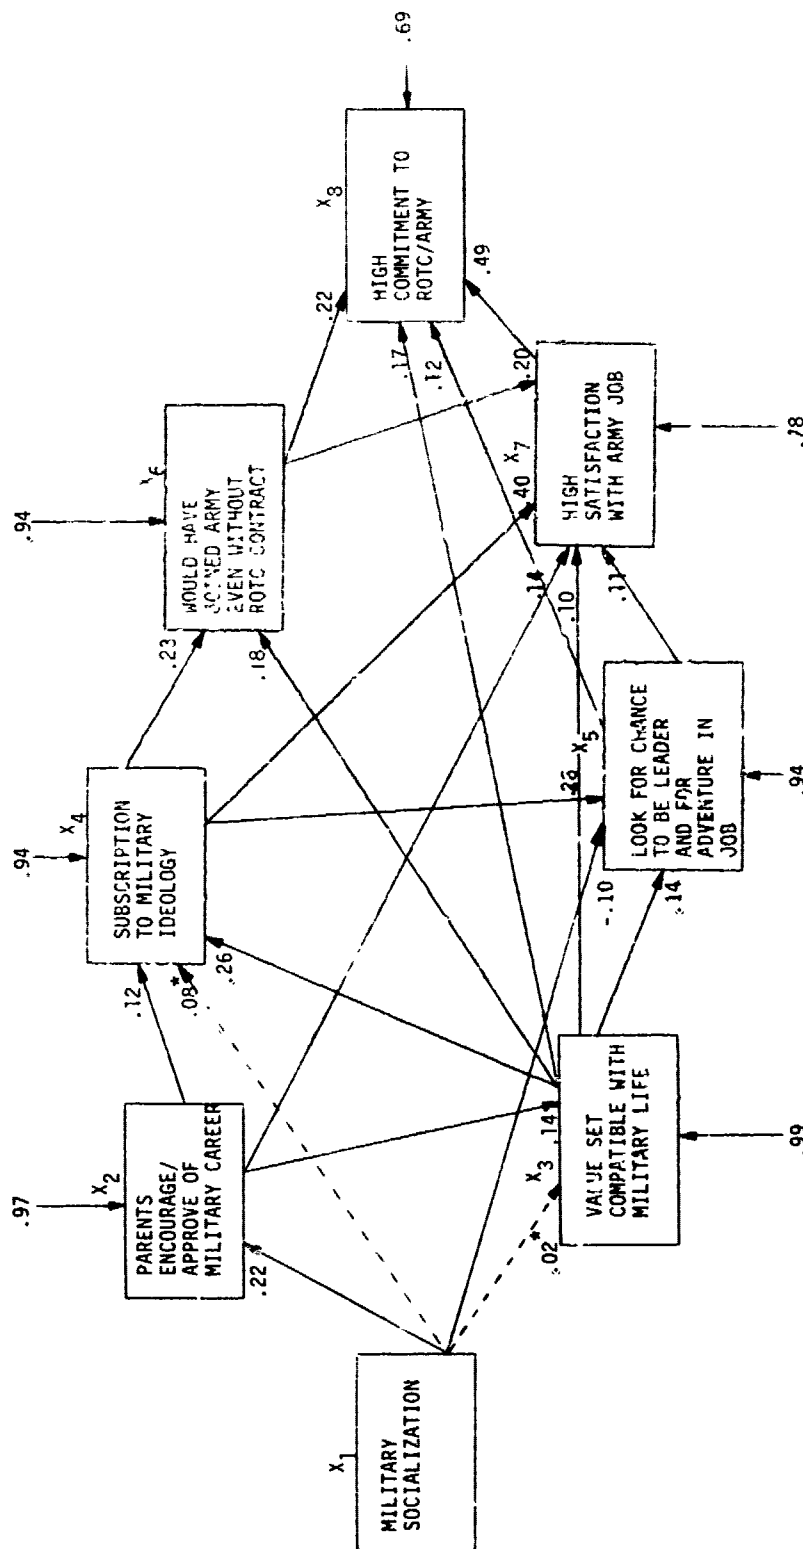 X1
MILITARY
SOCIALIZATION
.97
X2
PARENTS
ENCOURAGE/
APPROVE OF
MILITARY CAREER
.22
.02*
X3
.14
VALUE SET
COMPATIBLE WITH
MILITARY LIFE
.99
.94
X4
SUBSCRIPTION
TO MILITARY
IDEOLOGY
.12
.08*
.26
-.10
.14
.29
X5
LOOK FOR CHANCE
TO BE LEADER
AND FOR
ADVENTURE IN
JOB
.94
.94
X6
WOULD HAVE
JOINED ARMY
EVEN WITHOUT
ROTC CONTRACT
.23
.18
.14
.10
.11
.40
X7
.20
HIGH
SATISFACTION
WITH ARMY JOB
.78
X8
HIGH
COMMITMENT TO
ROTC/ARMY
.22
.17
.12
.49
.69